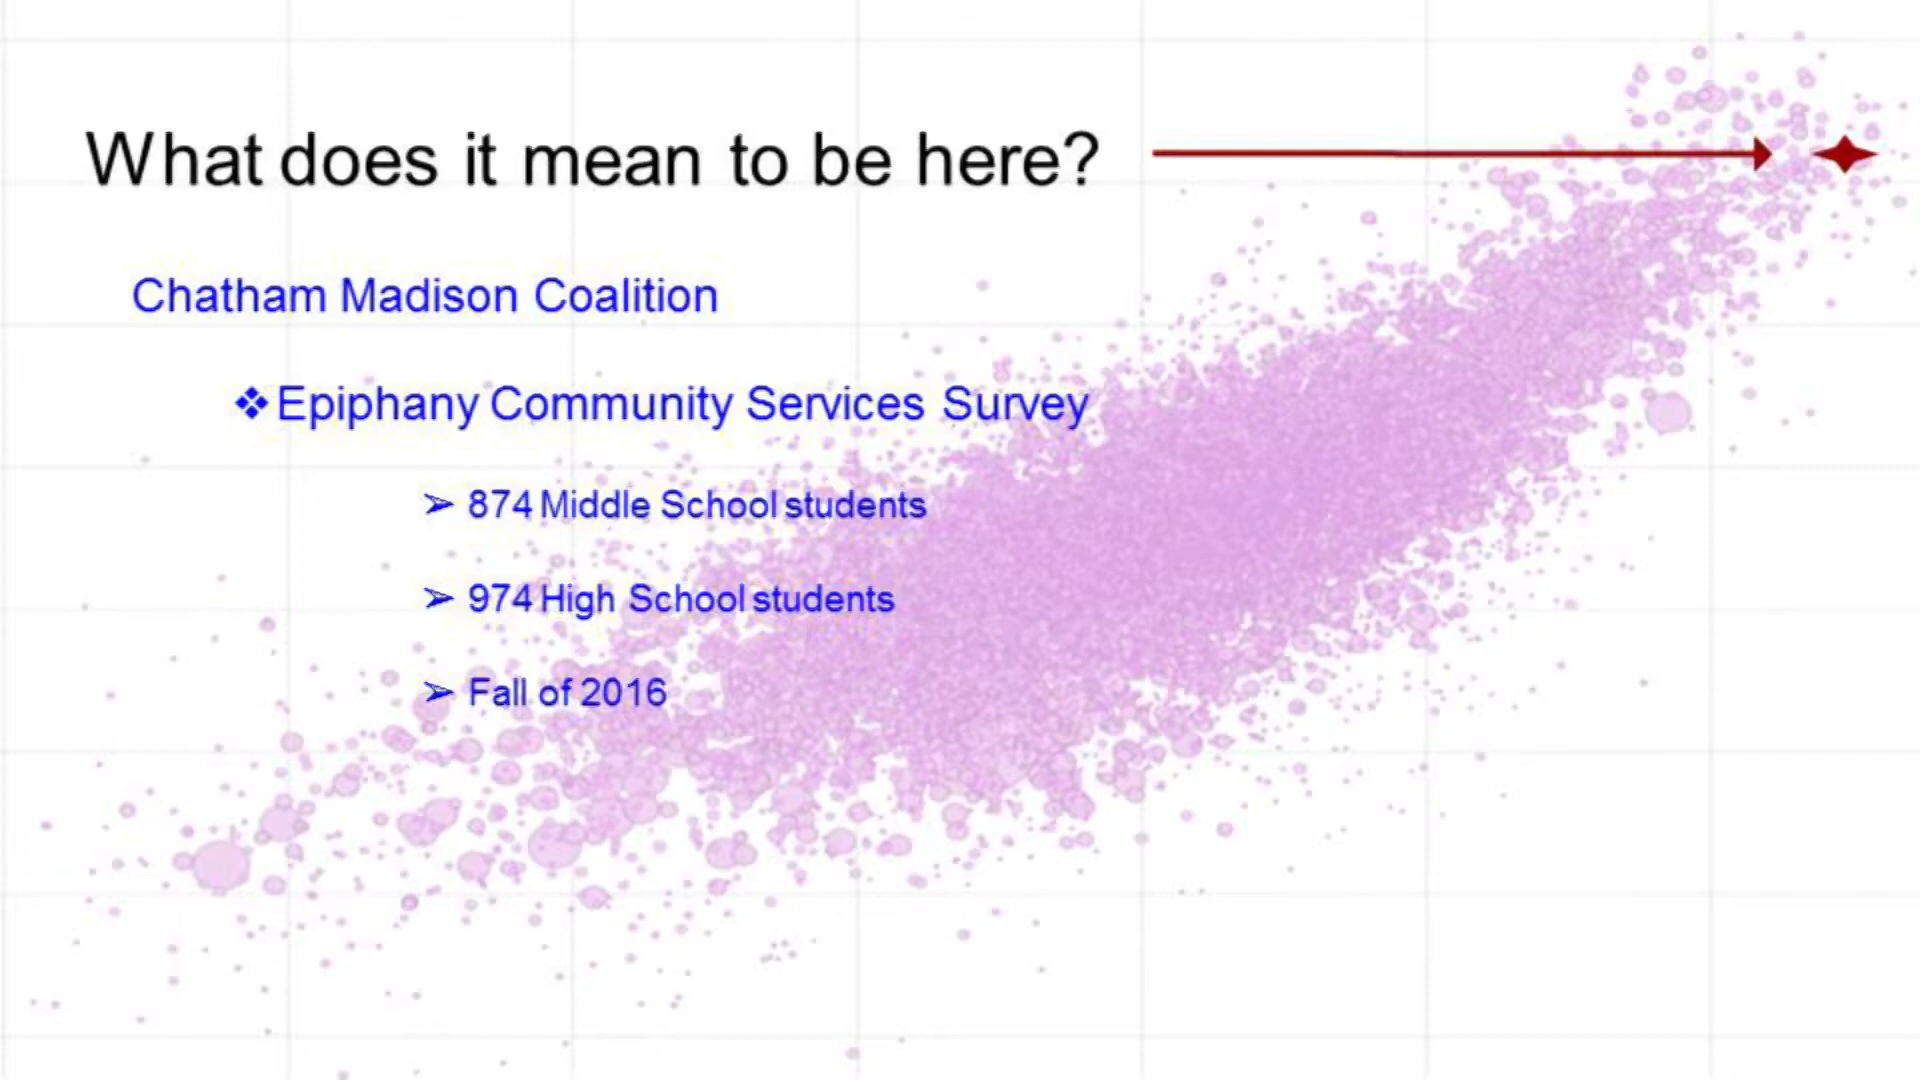 What does it mean to be here?
Chatham Madison Coalition
❖ Epiphany Community Services Survey
➢ 874 Middle School students
➢ 974 High School students
➢ Fall of 2016